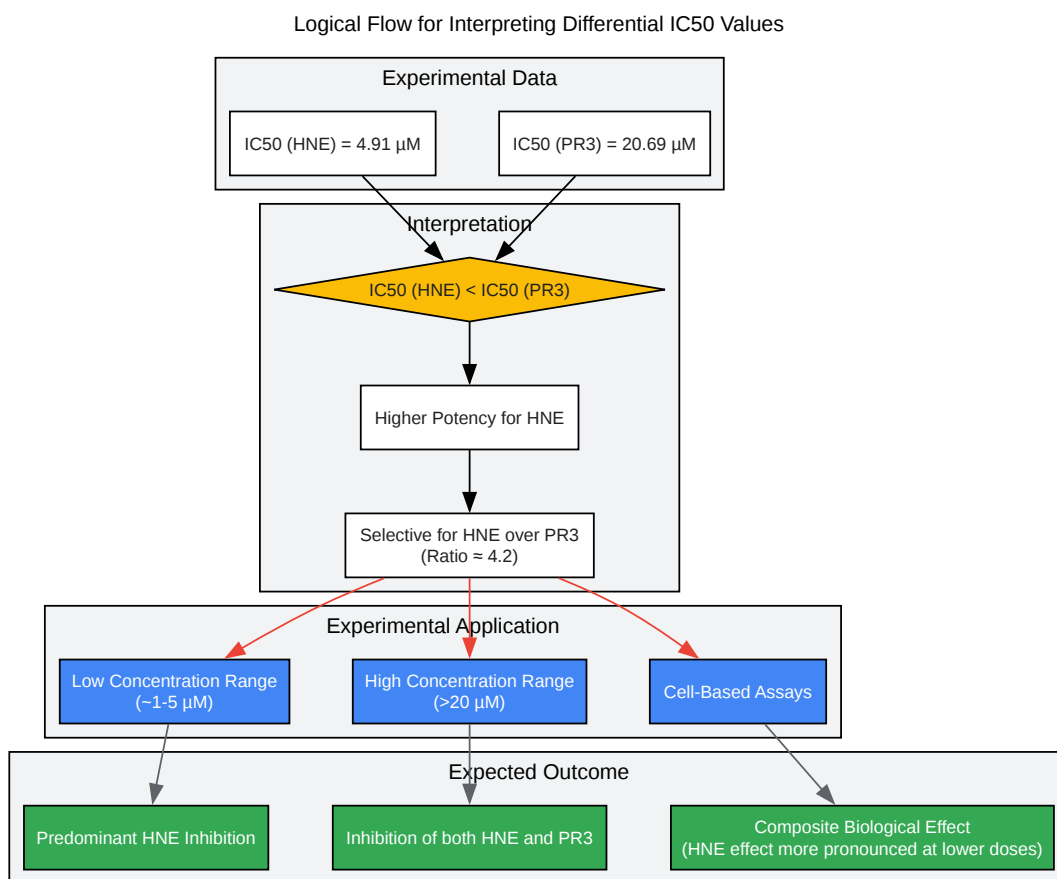 Logical Flow for Interpreting Differential IC50 Values
Experimental Data
IC50 (HNE) = 4.91 µM
IC50 (PR3) = 20.69 µM
Interpretation
IC50 (HNE) < IC50 (PR3)
Higher Potency for HNE
Selective for HNE over PR3
(Ratio ≈ 4.2)
Experimental Application
Low Concentration Range
(~1-5 µM)
High Concentration Range
(>20 µM)
Cell-Based Assays
Expected Outcome
Predominant HNE Inhibition
Inhibition of both HNE and PR3
Composite Biological Effect
(HNE effect more pronounced at lower doses)